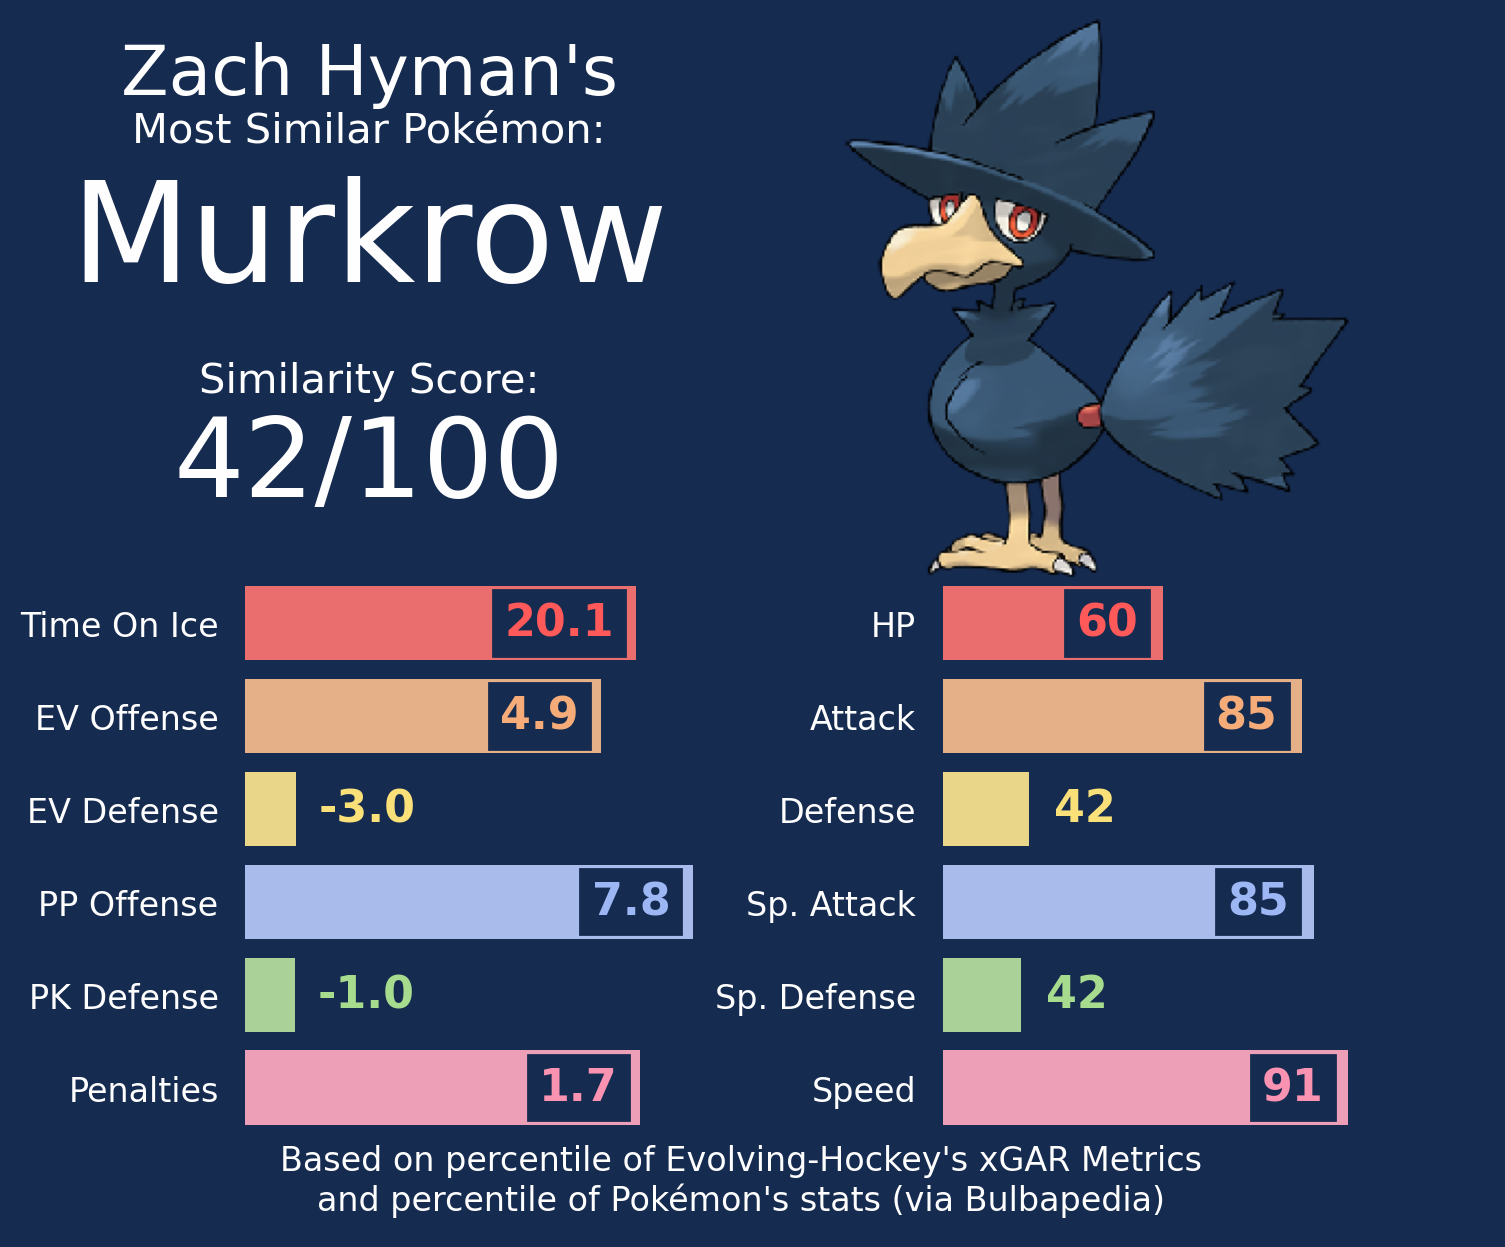 Zach Hyman's
Most Similar Pokémon:
Murkrow
Similarity Score:
42/100
Time On Ice 20.1
EV Offense 4.9
EV Defense -3.0
PP Offense 7.8
PK Defense -1.0
Penalties 1.7
HP 60
Attack 85
Defense 42
Sp. Attack 85
Sp. Defense 42
Speed 91
Based on percentile of Evolving-Hockey's xGAR Metrics
and percentile of Pokémon's stats (via Bulbapedia)